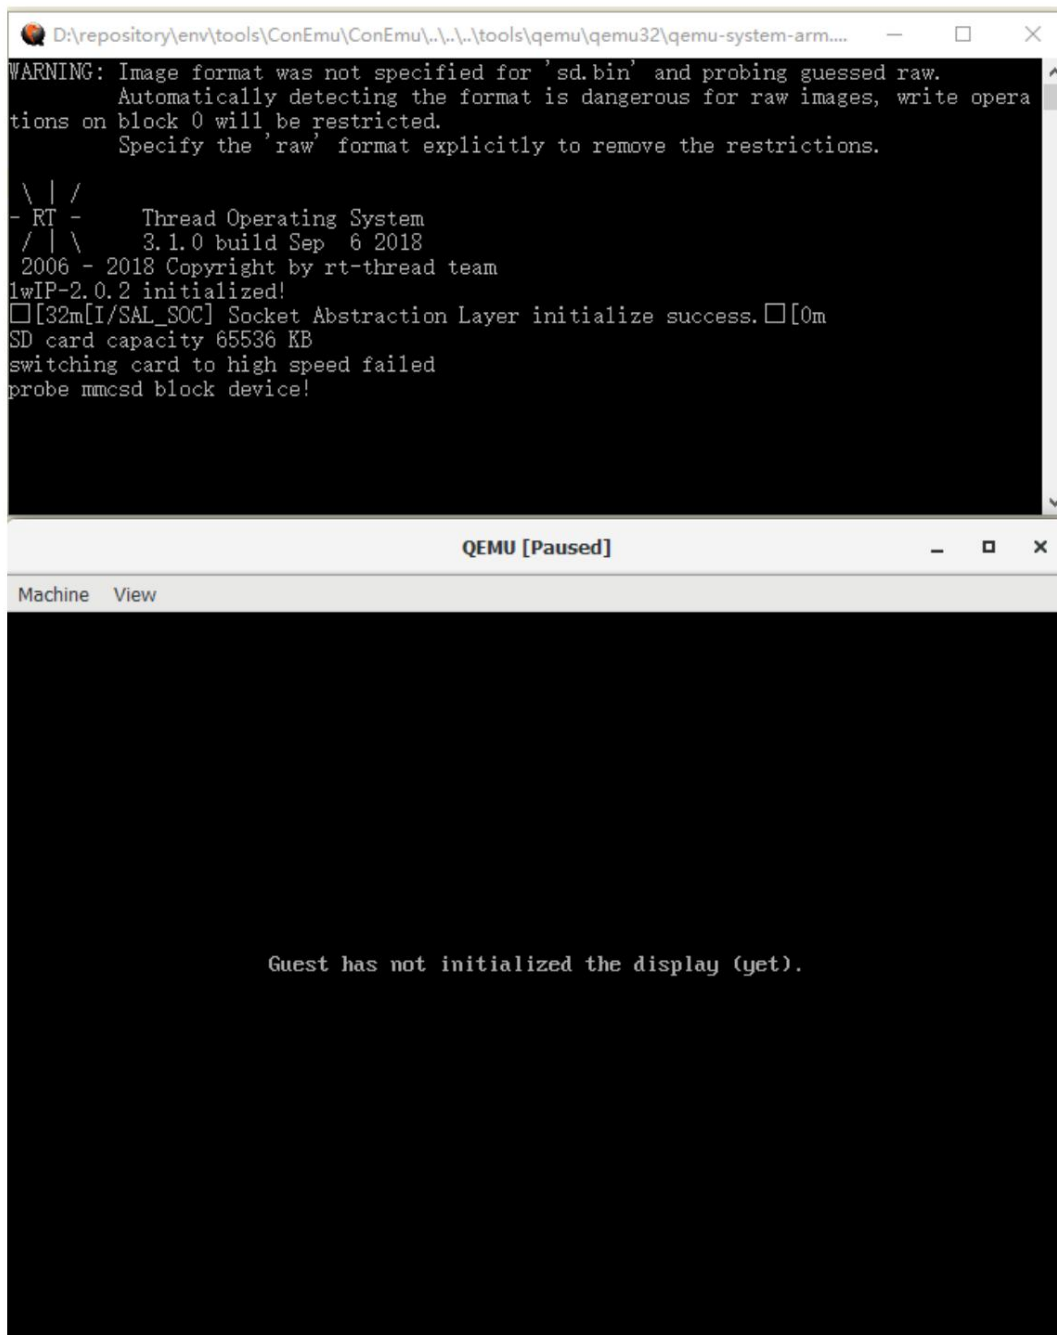 D:\repository\env\tools\ConEmu\ConEmu\..\..\..\tools\qemu\qemu32\qemu-system-arm....
WARNING: Image format was not specified for 'sd.bin' and probing guessed raw.
Automatically detecting the format is dangerous for raw images, write opera
tions on block 0 will be restricted.
Specify the 'raw' format explicitly to remove the restrictions.
\ | /
- RT -     Thread Operating System
/ | \     3.1.0 build Sep  6 2018
2006 - 2018 Copyright by rt-thread team
lwIP-2.0.2 initialized!
□[32m[I/SAL_SOC] Socket Abstraction Layer initialize success.□[0m
SD card capacity 65536 KB
switching card to high speed failed
probe mmcsd block device!
QEMU [Paused]
Machine View
Guest has not initialized the display (yet).